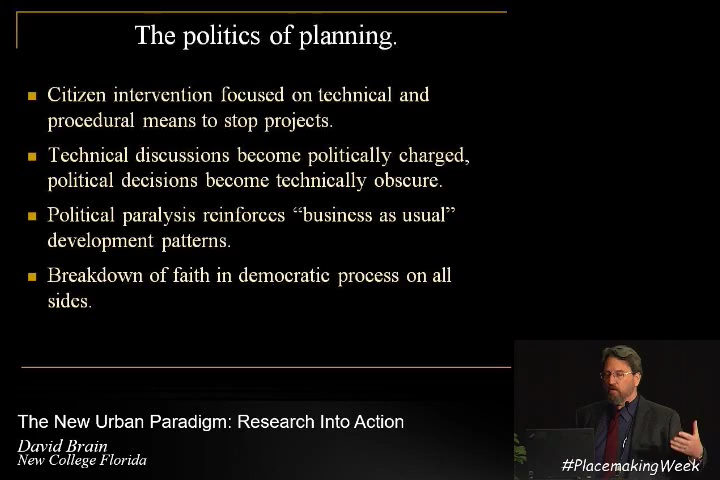 The politics of planning.
Citizen intervention focused on technical and
procedural means to stop projects.
Technical discussions become politically charged,
political decisions become technically obscure.
Political paralysis reinforces “business as usual”
development patterns.
Breakdown of faith in democratic process on all
sides.
The New Urban Paradigm: Research Into Action
David Brain
New College Florida
#PlacemakingWeek